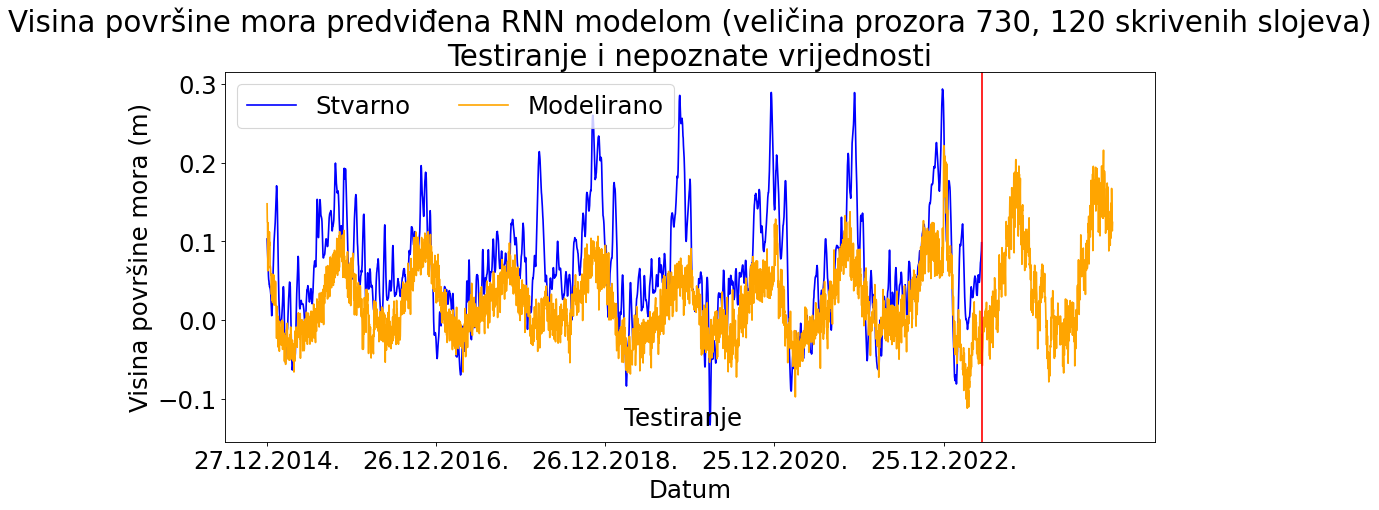 Visina površine mora predviđena RNN modelom (veličina prozora 730, 120 skrivenih slojeva)
Testiranje i nepoznate vrijednosti
Stvarno Modelirano
Visina površine mora (m)
0.3
0.2
0.1
0.0
−0.1
Testiranje
27.12.2014. 26.12.2016. 26.12.2018. 25.12.2020. 25.12.2022.
Datum